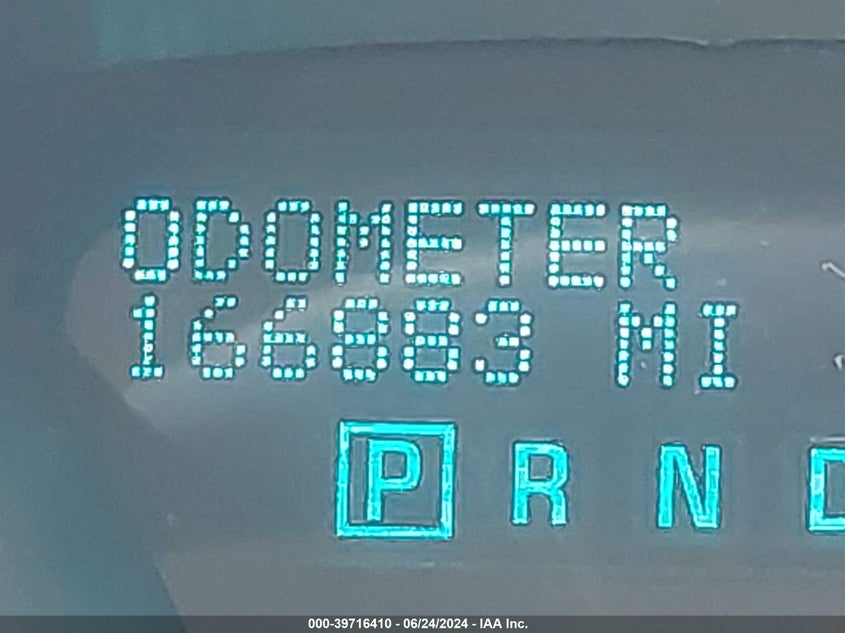 ODOMETER
166883 MI
P R N
000-39716410 - 06/24/2024 - IAA Inc.